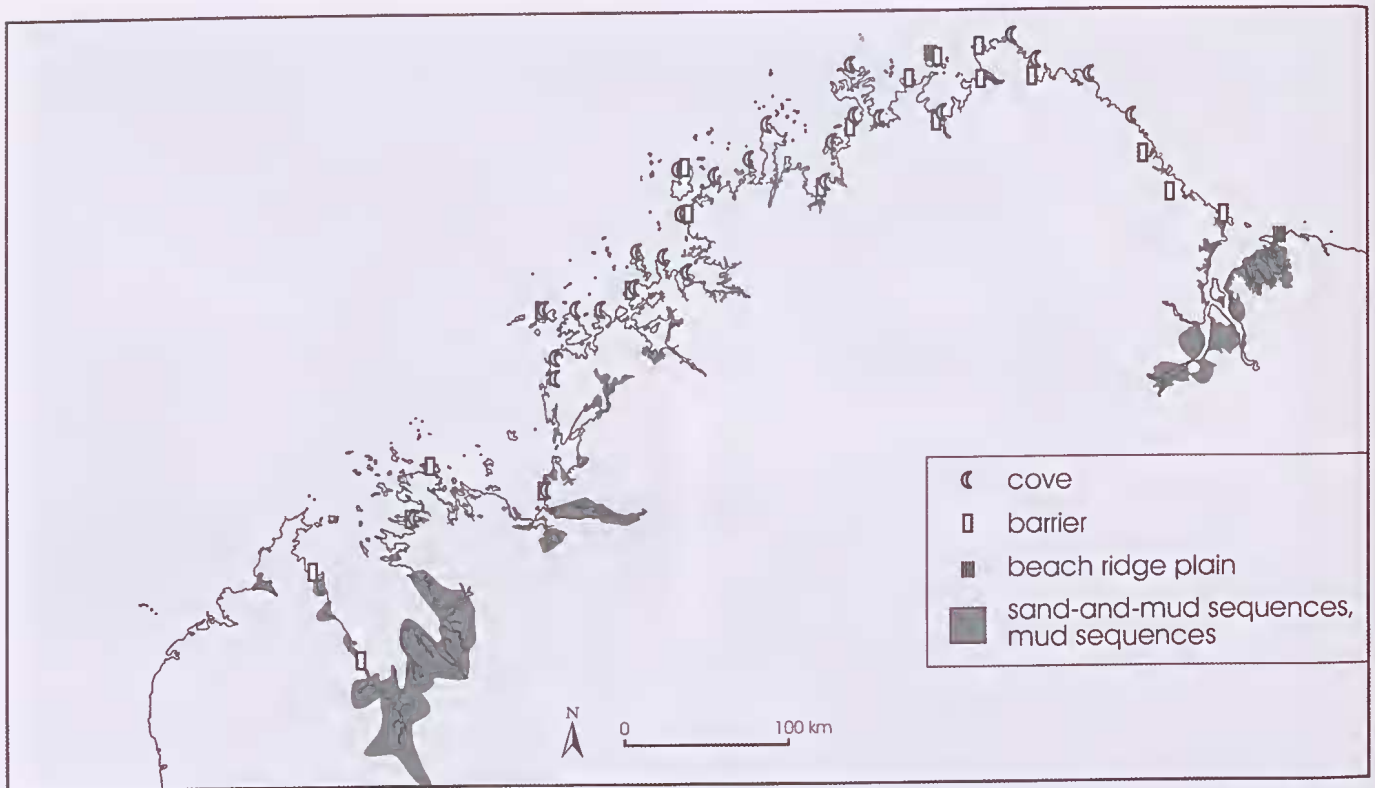 cove
barrier
beach ridge plain
sand-and-mud sequences,
mud sequences
N
0 100 km